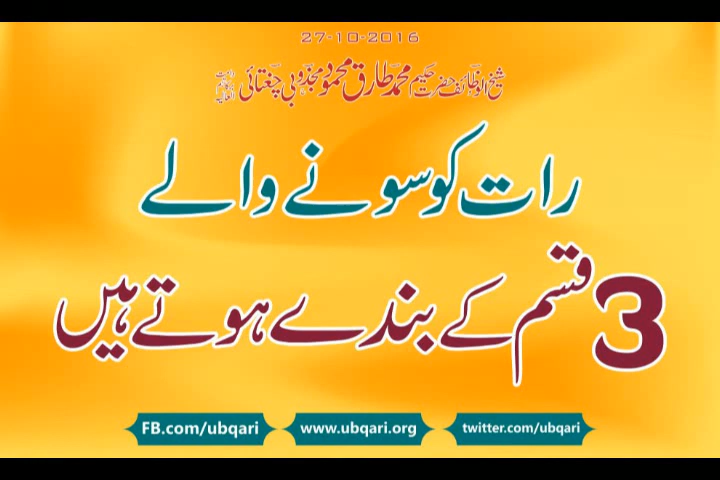 27-10-2016
شیخ الوظائف حضرت حکیم محمد طارق محمود مجذوبی چغتائی
رات کو سونے والے
3 قسم کے بندے ہوتے ہیں
FB.com/ubqari www.ubqari.org twitter.com/ubqari